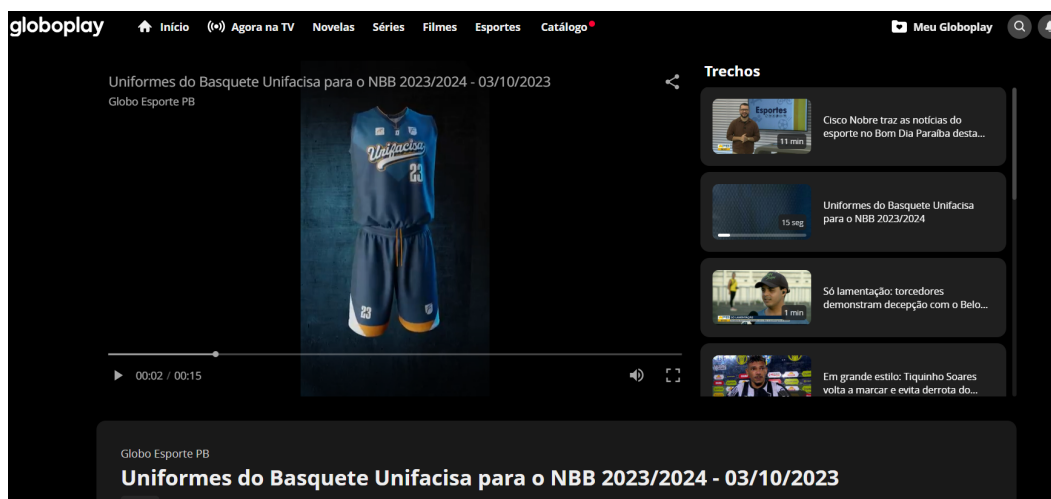 globoplay
Início
Agora na TV
Novelas
Séries
Filmes
Esportes
Catálogo
Meu Globoplay
Uniformes do Basquete Unifacisa para o NBB 2023/2024 - 03/10/2023
Globo Esporte PB
Unifacisa
23
23
00:02 / 00:15
Trechos
Esportes
11 min
Cisco Nobre traz as notícias do
esporte no Bom Dia Paraíba desta...
15 seg
Uniformes do Basquete Unifacisa
para o NBB 2023/2024
1 min
Só lamentação: torcedores
demonstram decepção com o Belo...
Em grande estilo: Tiquinho Soares
volta a marcar e evita derrota do...
Globo Esporte PB
Uniformes do Basquete Unifacisa para o NBB 2023/2024 - 03/10/2023